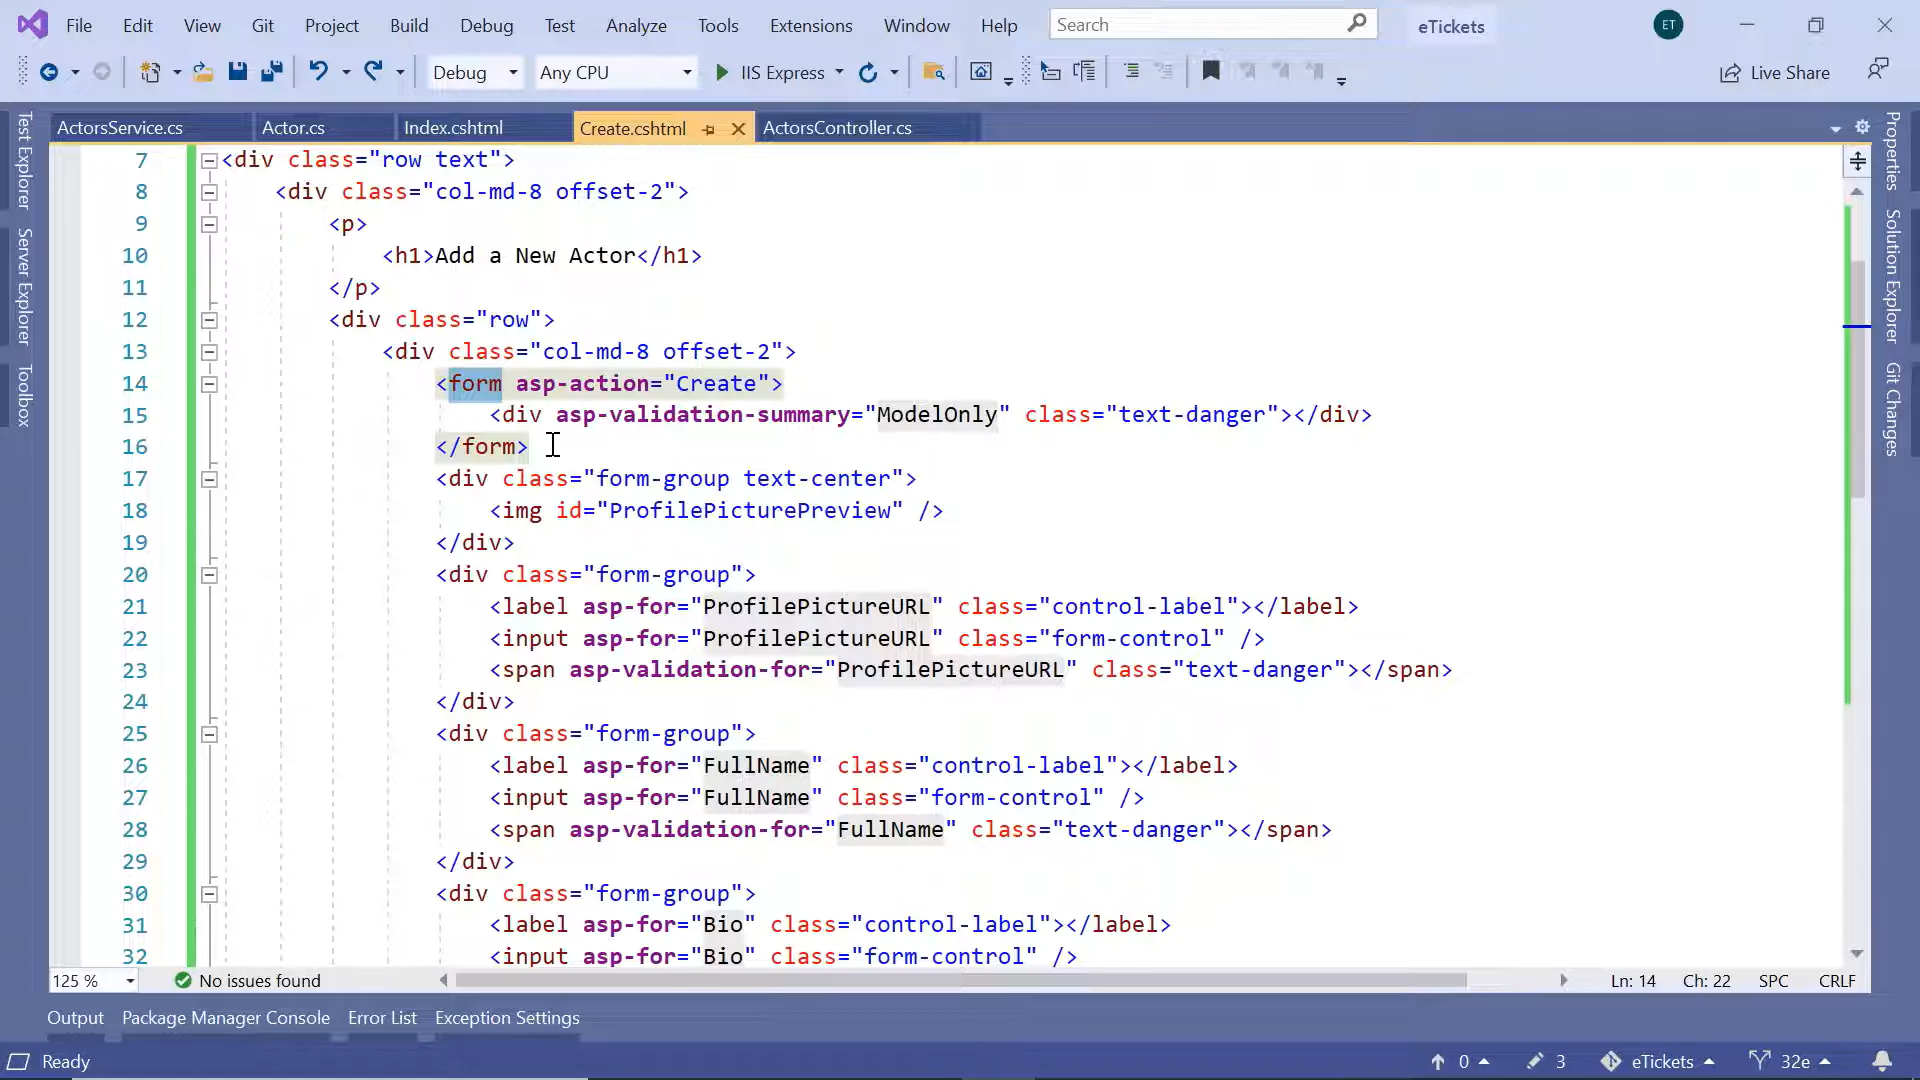 File Edit View Git Project Build Debug Test Analyze Tools Extensions Window Help Search eTickets ET
Debug Any CPU IIS Express Live Share
ActorsService.cs Actor.cs Index.cshtml Create.cshtml ActorsController.cs
Test Explorer
Server Explorer
Toolbox
7 <div class="row text">
8 <div class="col-md-8 offset-2">
9 <p>
10 <h1>Add a New Actor</h1>
11 </p>
12 <div class="row">
13 <div class="col-md-8 offset-2">
14 <form asp-action="Create">
15 <div asp-validation-summary="ModelOnly" class="text-danger"></div>
16 </form>
17 <div class="form-group text-center">
18 <img id="ProfilePicturePreview" />
19 </div>
20 <div class="form-group">
21 <label asp-for="ProfilePictureURL" class="control-label"></label>
22 <input asp-for="ProfilePictureURL" class="form-control" />
23 <span asp-validation-for="ProfilePictureURL" class="text-danger"></span>
24 </div>
25 <div class="form-group">
26 <label asp-for="FullName" class="control-label"></label>
27 <input asp-for="FullName" class="form-control" />
28 <span asp-validation-for="FullName" class="text-danger"></span>
29 </div>
30 <div class="form-group">
31 <label asp-for="Bio" class="control-label"></label>
32 <input asp-for="Bio" class="form-control" />
Properties
Solution Explorer
Git Changes
125 % No issues found Ln: 14 Ch: 22 SPC CRLF
Output Package Manager Console Error List Exception Settings
Ready 0 3 eTickets 32e